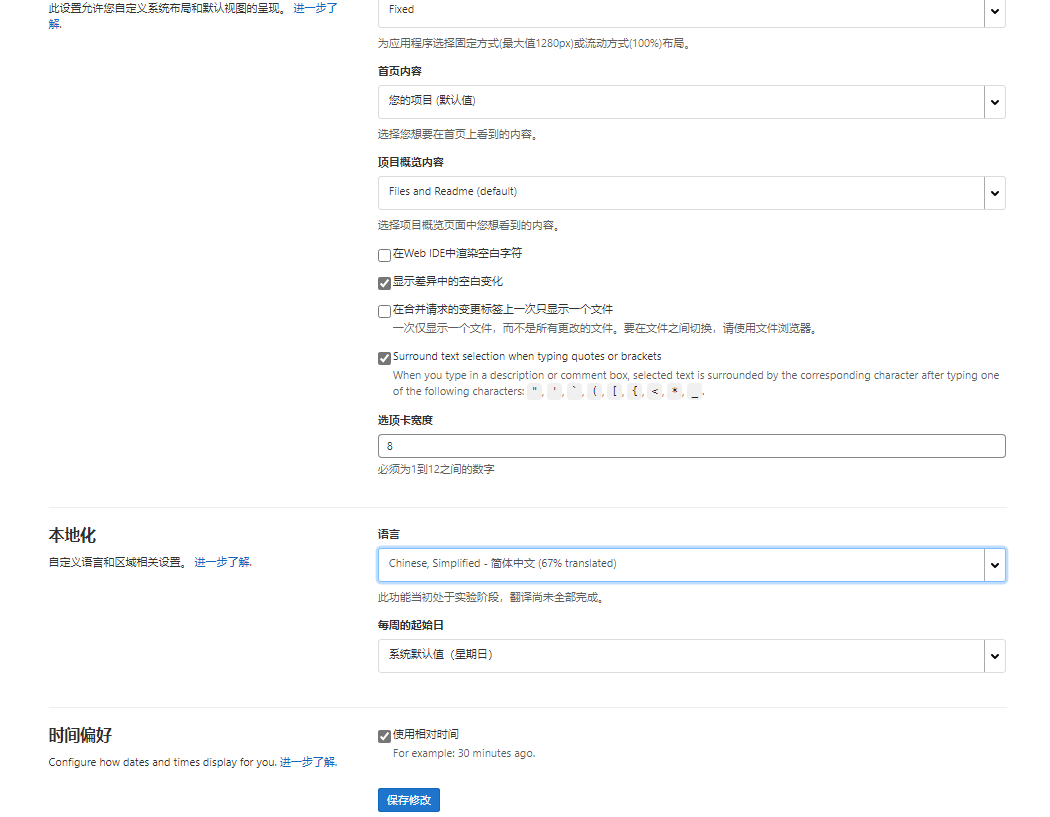 此设置允许您自定义系统布局和默认视图的呈现。 进一步了
解.
Fixed
为应用程序选择固定方式(最大值1280px)或流动方式(100%)布局。
首页内容
您的项目 (默认值)
选择您想要在首页上看到的内容。
项目概览内容
Files and Readme (default)
选择项目概览页面中您想看到的内容。
在Web IDE中渲染空白字符
显示差异中的空白变化
在合并请求的变更标签上一次只显示一个文件
一次仅显示一个文件，而不是所有更改的文件。要在文件之间切换，请使用文件浏览器。
Surround text selection when typing quotes or brackets
When you type in a description or comment box, selected text is surrounded by the corresponding character after typing one
of the following characters: ", ', `, (, [, {, <, *, _.
选项卡宽度
8
必须为1到12之间的数字
本地化
自定义语言和区域相关设置。 进一步了解.
语言
Chinese, Simplified - 简体中文 (67% translated)
此功能当初处于实验阶段，翻译尚未全部完成。
每周的起始日
系统默认值（星期日）
时间偏好
Configure how dates and times display for you. 进一步了解.
使用相对时间
For example: 30 minutes ago.
保存修改